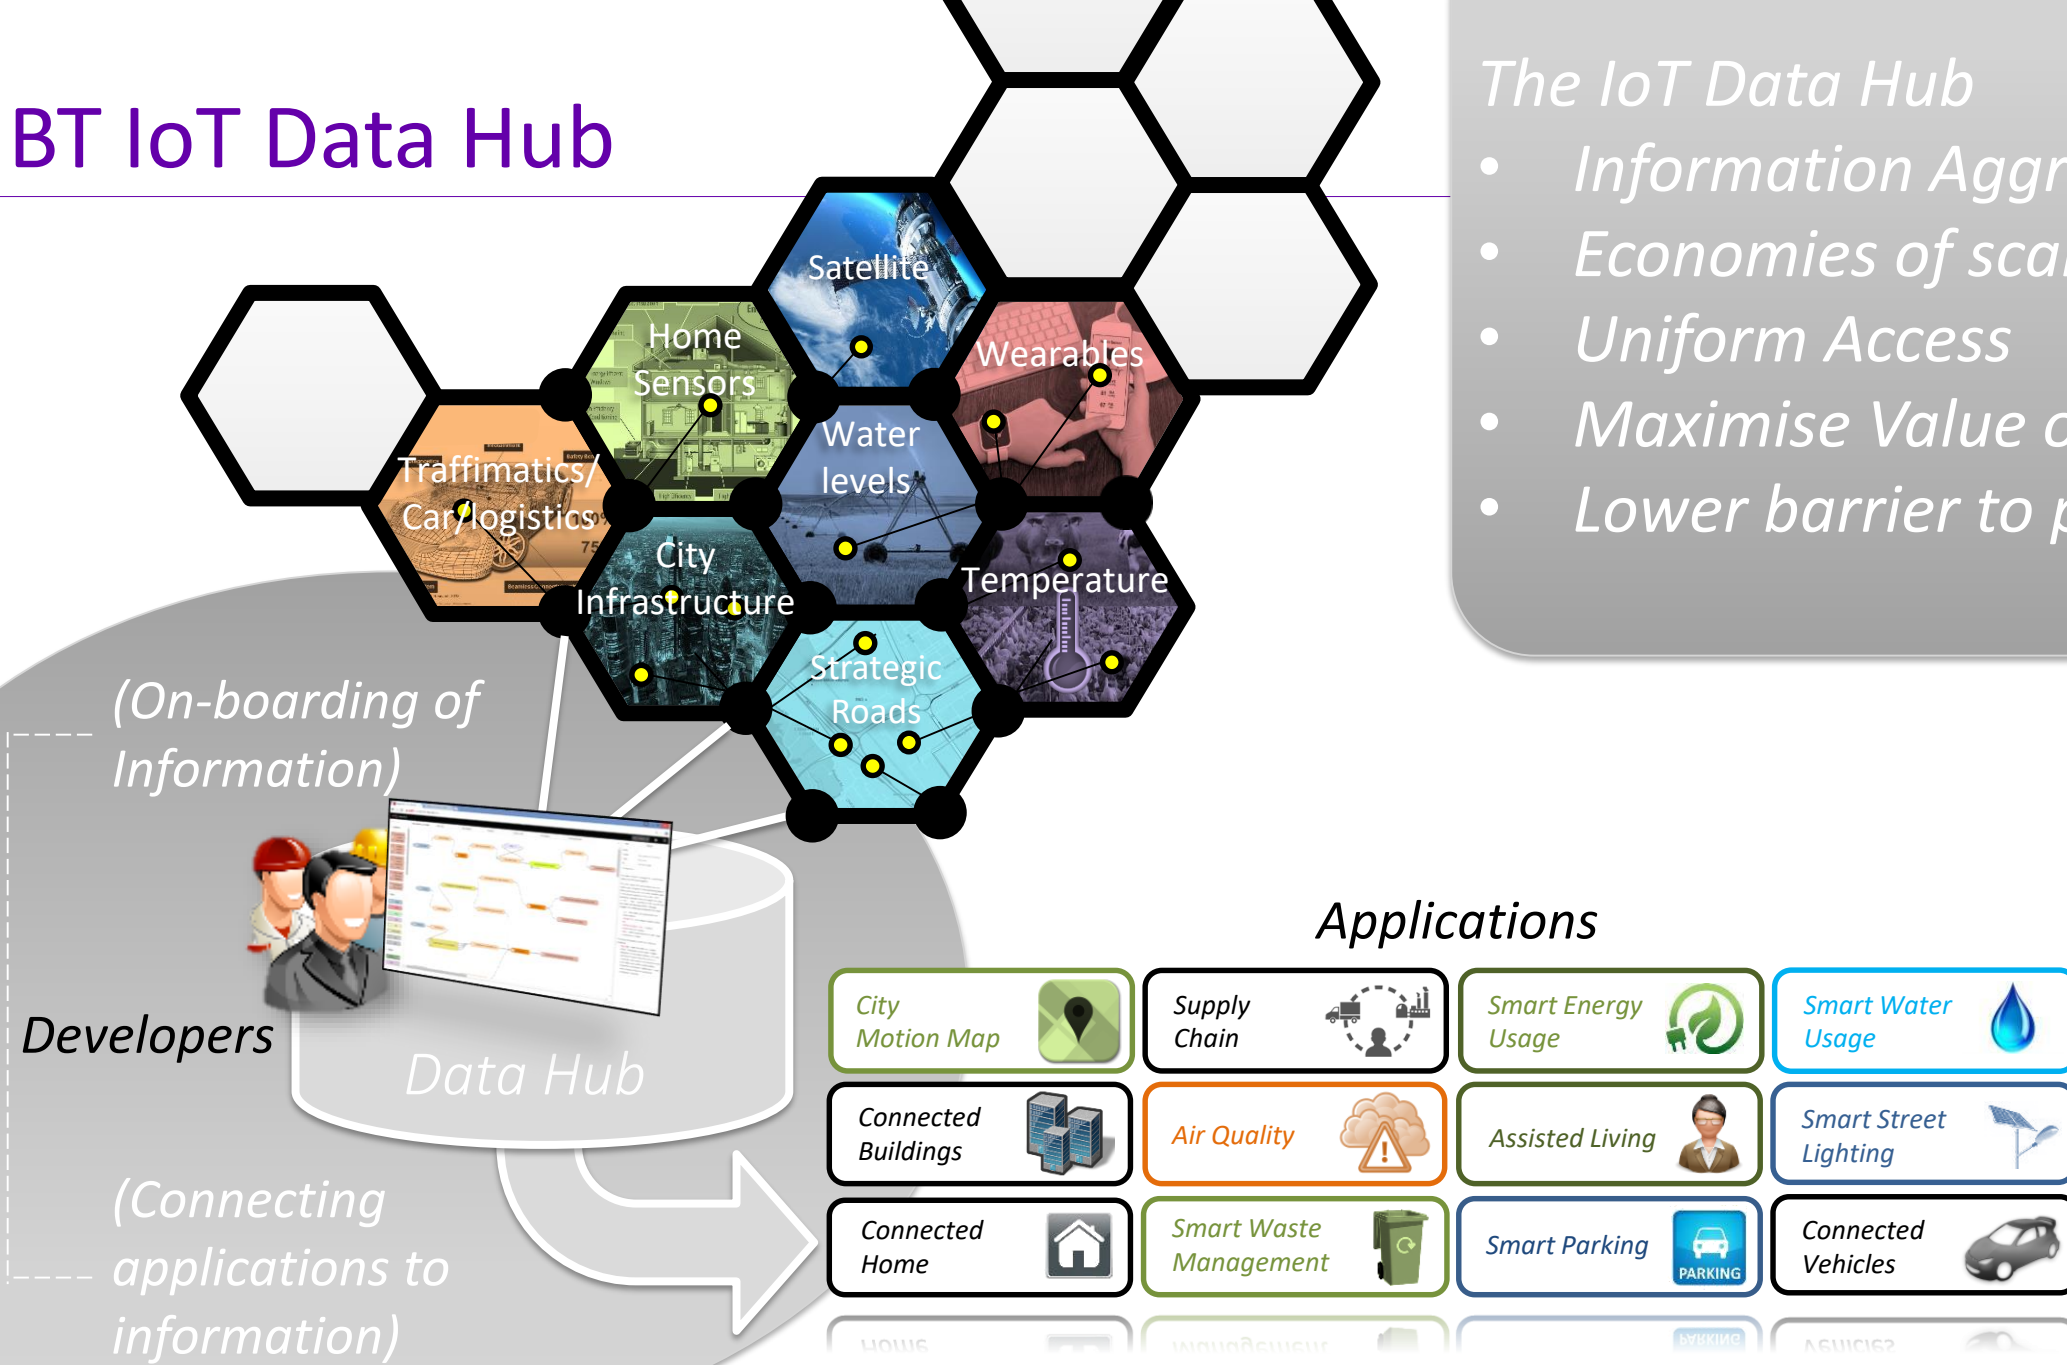 BT IoT Data Hub
The IoT Data Hub
• Information Aggr
• Economies of scal
• Uniform Access
• Maximise Value o
• Lower barrier to p
Satellite
Home
Sensors
Wearables
Water
levels
Traffimatics/
Car/logistics
City
Infrastructure
Temperature
Strategic
Roads
(On-boarding of
Information)
Developers
Data Hub
(Connecting
applications to
information)
Applications
City
Motion Map
Supply
Chain
Smart Energy
Usage
Smart Water
Usage
Connected
Buildings
Air Quality
Assisted Living
Smart Street
Lighting
Connected
Home
Smart Waste
Management
Smart Parking
PARKING
Connected
Vehicles